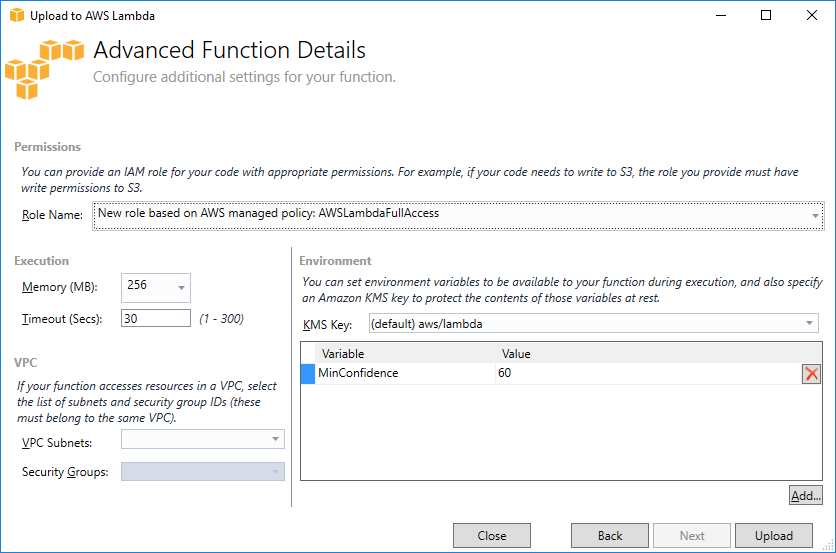 Upload to AWS Lambda
Advanced Function Details
Configure additional settings for your function.
Permissions
You can provide an IAM role for your code with appropriate permissions. For example, if your code needs to write to S3, the role you provide must have
write permissions to S3.
Role Name: New role based on AWS managed policy: AWSLambdaFullAccess
Execution
Memory (MB): 256
Timeout (Secs): 30 (1 - 300)
VPC
If your function accesses resources in a VPC, select
the list of subnets and security group IDs (these
must belong to the same VPC).
VPC Subnets:
Security Groups:
Environment
You can set environment variables to be available to your function during execution, and also specify
an Amazon KMS key to protect the contents of those variables at rest.
KMS Key: (default) aws/lambda
Variable Value
MinConfidence 60
Add...
Close Back Next Upload